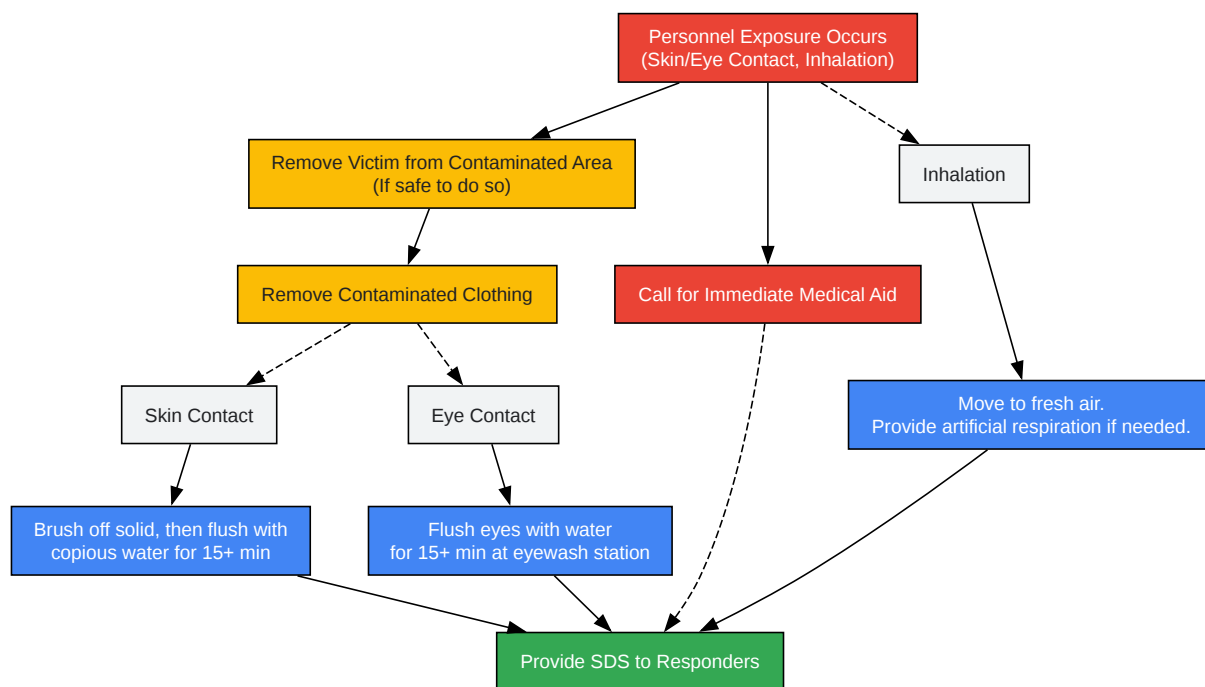 Personnel Exposure Occurs
(Skin/Eye Contact, Inhalation)
Remove Victim from Contaminated Area
(If safe to do so)
Inhalation
Remove Contaminated Clothing
Call for Immediate Medical Aid
Skin Contact
Eye Contact
Move to fresh air.
Provide artificial respiration if needed.
Brush off solid, then flush with
copious water for 15+ min
Flush eyes with water
for 15+ min at eyewash station
Provide SDS to Responders